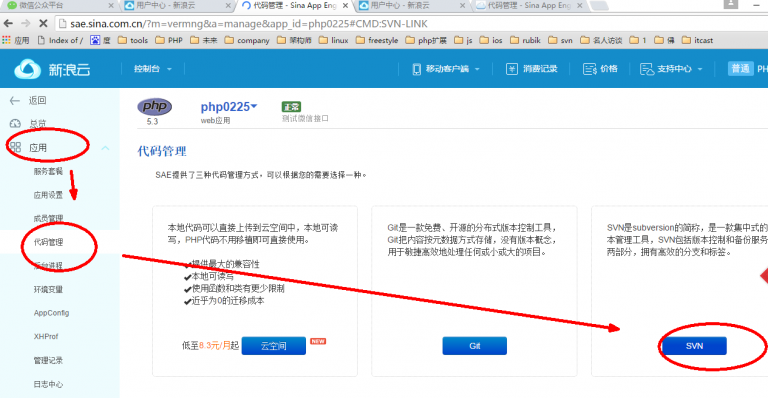 微信公众平台
用户中心 - 新浪云
代码管理 - Sina App Eng
用户中心 - 新浪云
代码管理 - Sina App Eng
sae.sina.com.cn/?m=vermng&a=manage&app_id=php0225#CMD:SVN-LINK
应用 Index of / 百度 tools PHP 未来 company 架构师 linux freestyle php扩展 js ios rubik svn 名人访谈 1 佛 itcast
新浪云 控制台 移动客户端 消费记录 价格 支持中心 普通 PH
返回
总览
应用
服务套餐
应用设置
成员管理
代码管理
后台进程
环境变量
AppConfig
XHProf
管理记录
日志中心
php
5.3
php0225
web应用
正常
测试微信接口
代码管理
SAE提供了三种代码管理方式，可以根据您的需要选择一种。
本地代码可以直接上传到云空间中，本地可读
写，PHP代码不用移植即可直接使用。
提供最大的兼容性
本地可读写
使用函数和类有更少限制
近乎为0的迁移成本
低至8.3元/月起 云空间 NEW
Git是一款免费、开源的分布式版本控制工具，
Git把内容按元数据方式存储，没有版本概念，
用于敏捷高效地处理任何或小或大的项目。
Git
SVN是subversion的简称，是一款集中式的
本管理工具，SVN包括版本控制和备份服务
两部分，拥有高效的分支和标签。
SVN